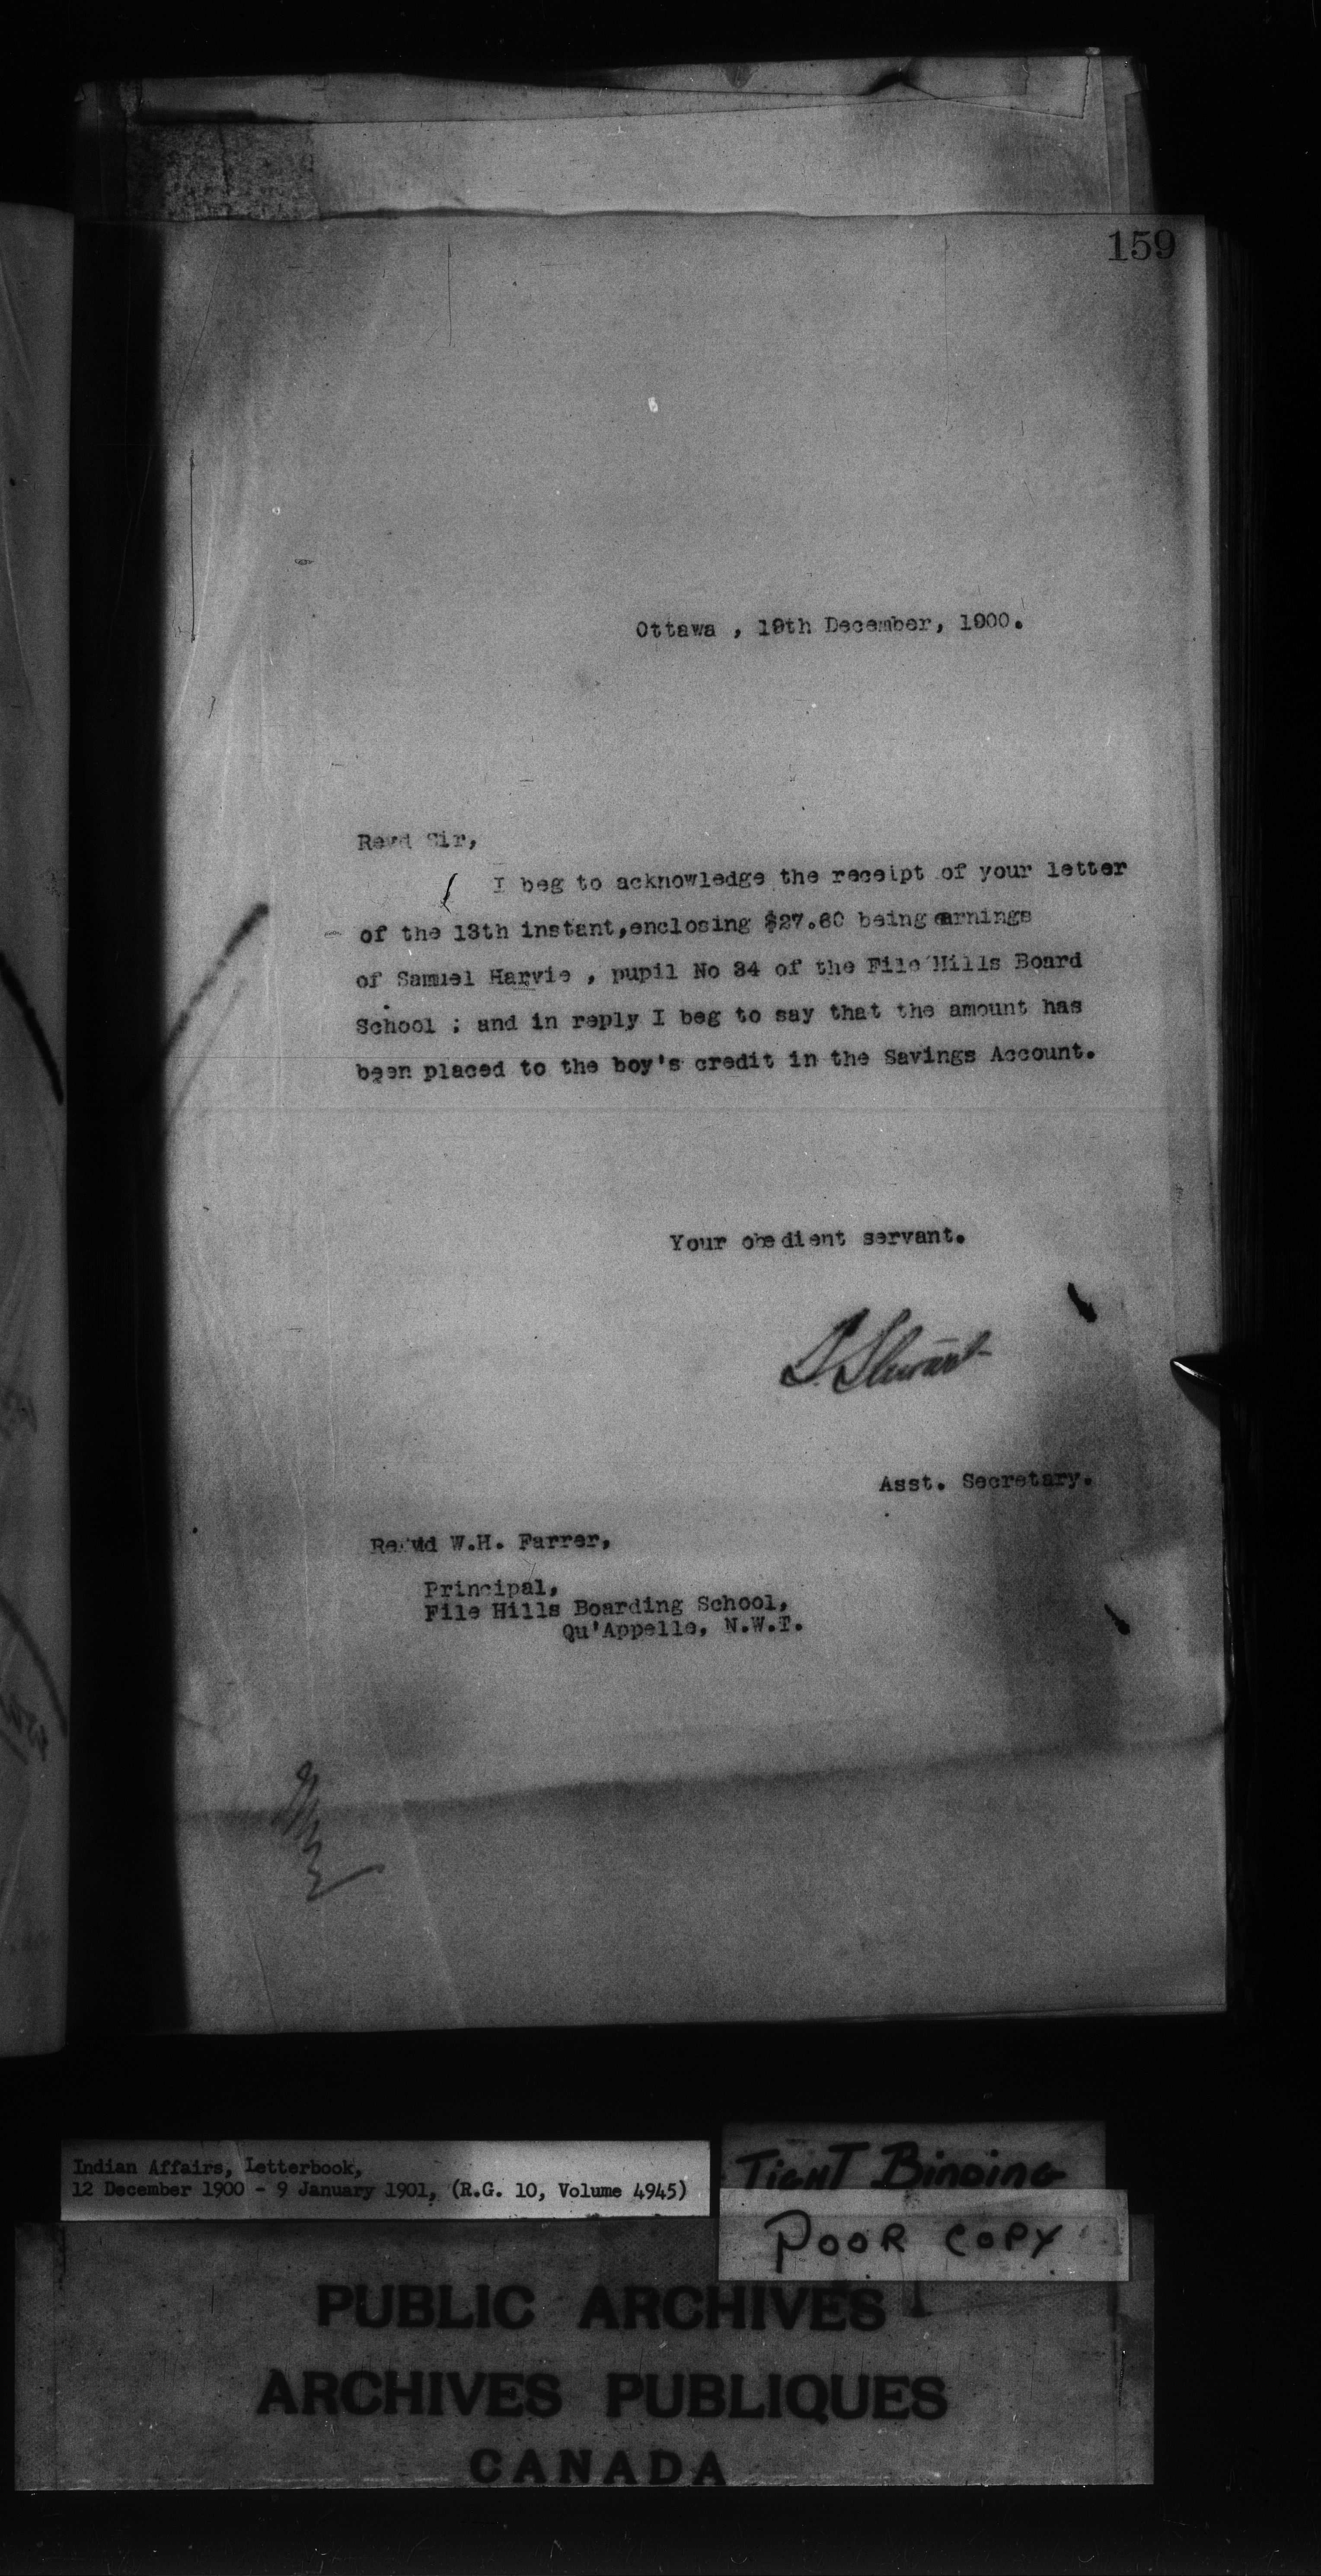 159
Ottawa , 19th December, 1900.
Revd Sir,
I beg to acknowledge the receipt of your letter
of the 13th instant,enclosing $27.60 being earnings
of Samuel Harvie , pupil No 34 of the File Hills Board
School ; and in reply I beg to say that the amount has
been placed to the boy's credit in the Savings Account.
Your obedient servant.
S. Stewart
Asst. Secretary.
Revd W.H. Farrer,
Principal,
File Hills Boarding School,
Qu'Appelle, N.W.T.
Indian Affairs, Letterbook,
12 December 1900 - 9 January 1901, (R.G. 10, Volume 4945)
TIGHT BINDING
POOR COPY
PUBLIC ARCHIVES
ARCHIVES PUBLIQUES
CANADA